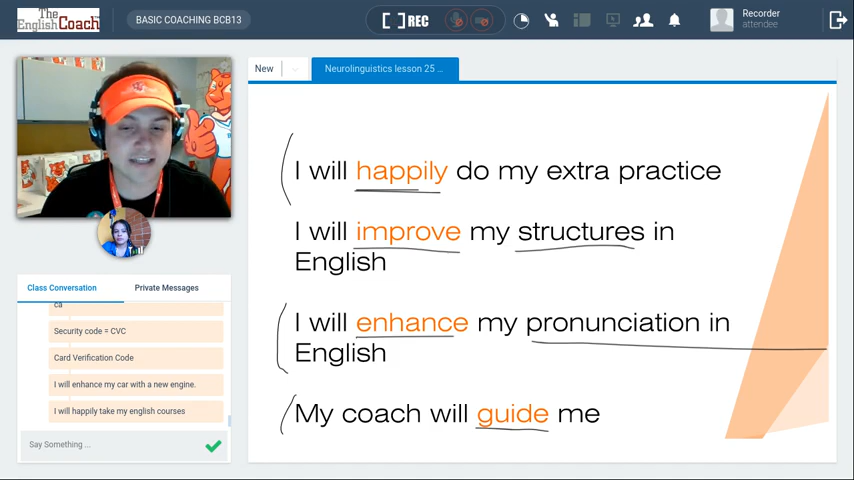 The
EnglishCoach
BASIC COACHING BCB13
[ ] REC
Recorder
attendee
New
Neurolinguistics lesson 25 ...
I will happily do my extra practice
I will improve my structures in
English
I will enhance my pronunciation in
English
My coach will guide me
Class Conversation
Private Messages
ca
Security code = CVC
Card Verification Code
I will enhance my car with a new engine.
I will happily take my english courses
Say Something ...